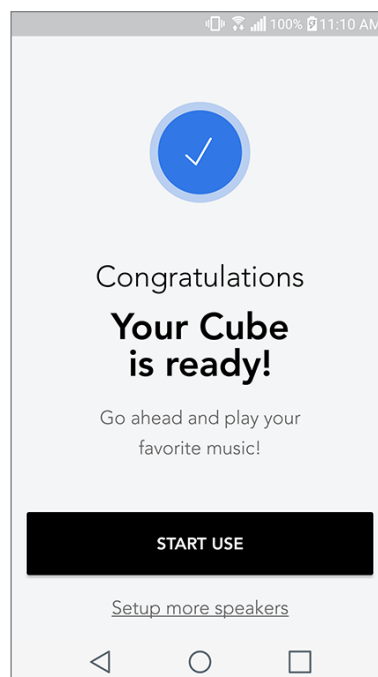 100% 11:10 AM
Congratulations
Your Cube
is ready!
Go ahead and play your
favorite music!
START USE
Setup more speakers